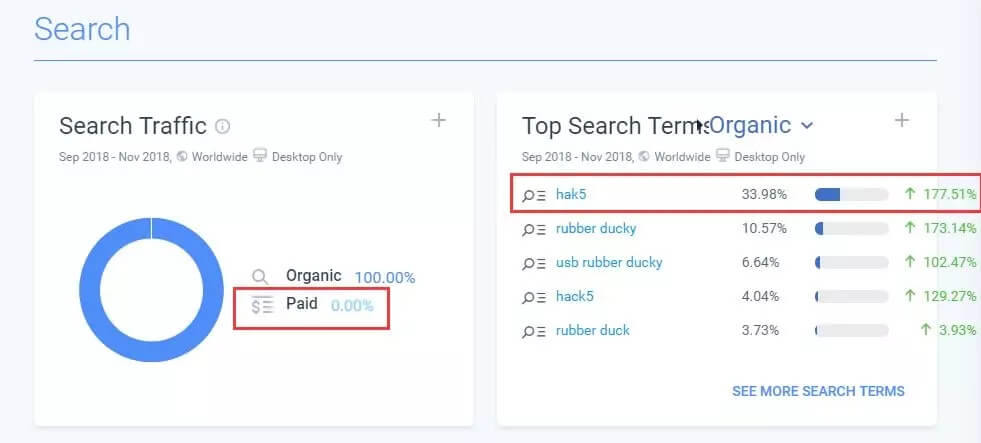 Search
Search Traffic
Sep 2018 - Nov 2018, Worldwide Desktop Only
Organic 100.00%
Paid 0.00%
Top Search Terms Organic
Sep 2018 - Nov 2018, Worldwide Desktop Only
hak5 33.98% 177.51%
rubber ducky 10.57% 173.14%
usb rubber ducky 6.64% 102.47%
hack5 4.04% 129.27%
rubber duck 3.73% 3.93%
SEE MORE SEARCH TERMS